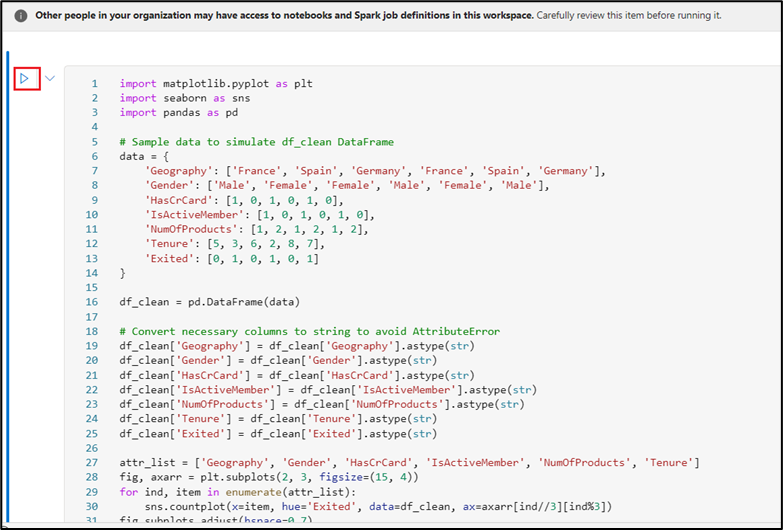 Other people in your organization may have access to notebooks and Spark job definitions in this workspace. Carefully review this item before running it.
1 import matplotlib.pyplot as plt
2 import seaborn as sns
3 import pandas as pd
4
5 # Sample data to simulate df_clean DataFrame
6 data = {
7     'Geography': ['France', 'Spain', 'Germany', 'France', 'Spain', 'Germany'],
8     'Gender': ['Male', 'Female', 'Female', 'Male', 'Female', 'Male'],
9     'HasCrCard': [1, 0, 1, 0, 1, 0],
10     'IsActiveMember': [1, 0, 1, 0, 1, 0],
11     'NumOfProducts': [1, 2, 1, 2, 1, 2],
12     'Tenure': [5, 3, 6, 2, 8, 7],
13     'Exited': [0, 1, 0, 1, 0, 1]
14 }
15
16 df_clean = pd.DataFrame(data)
17
18 # Convert necessary columns to string to avoid AttributeError
19 df_clean['Geography'] = df_clean['Geography'].astype(str)
20 df_clean['Gender'] = df_clean['Gender'].astype(str)
21 df_clean['HasCrCard'] = df_clean['HasCrCard'].astype(str)
22 df_clean['IsActiveMember'] = df_clean['IsActiveMember'].astype(str)
23 df_clean['NumOfProducts'] = df_clean['NumOfProducts'].astype(str)
24 df_clean['Tenure'] = df_clean['Tenure'].astype(str)
25 df_clean['Exited'] = df_clean['Exited'].astype(str)
26
27 attr_list = ['Geography', 'Gender', 'HasCrCard', 'IsActiveMember', 'NumOfProducts', 'Tenure']
28 fig, axarr = plt.subplots(2, 3, figsize=(15, 4))
29 for ind, item in enumerate(attr_list):
30     sns.countplot(x=item, hue='Exited', data=df_clean, ax=axarr[ind//3][ind%3])
31 fig.subplots_adjust(hspace=0.7)